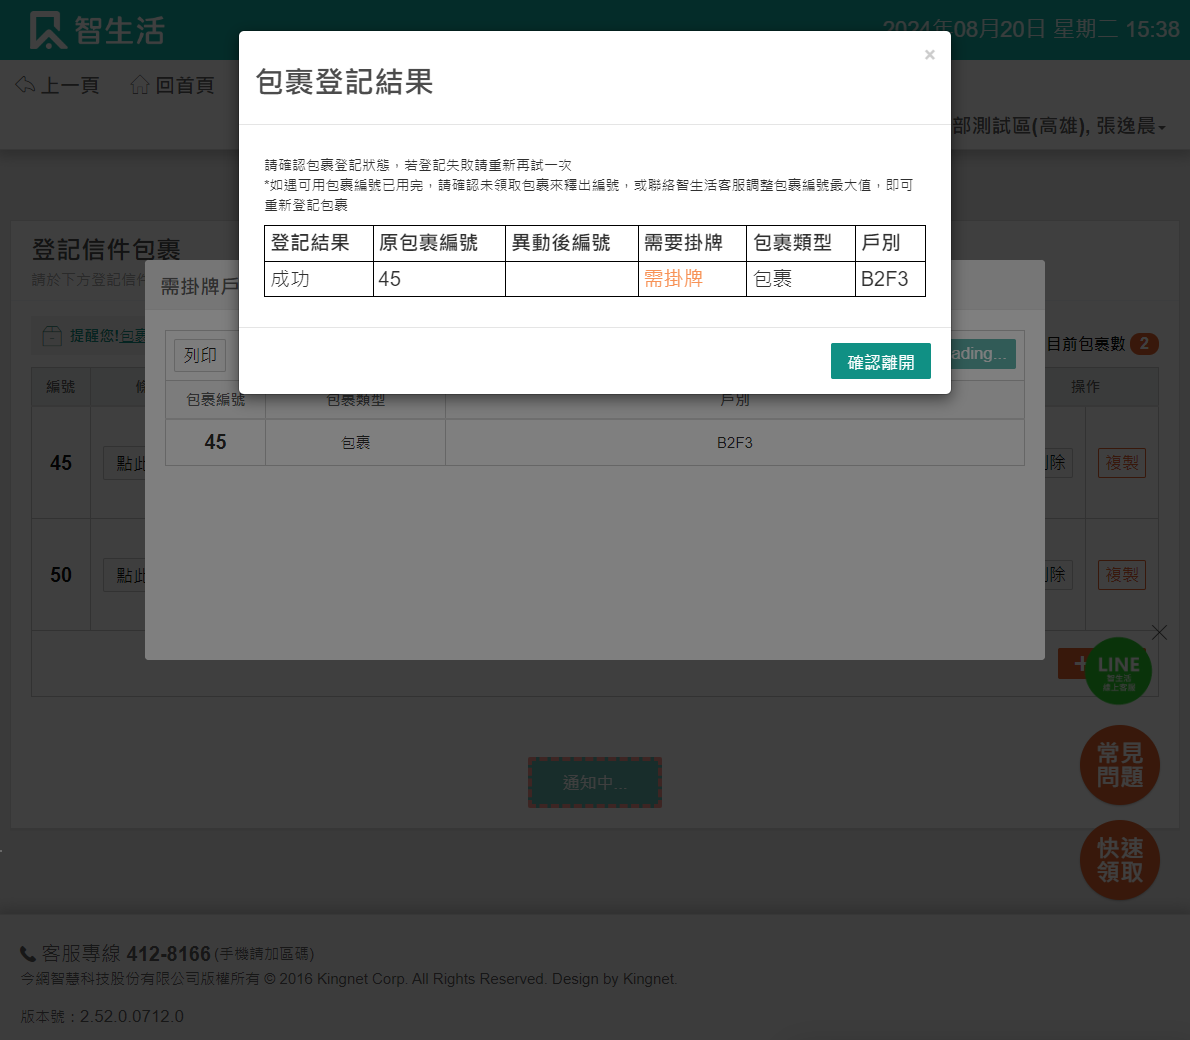 智生活
2024年08月20日 星期二 15:38
上一頁
回首頁
部測試區(高雄), 張逸晨
×
包裹登記結果
請確認包裹登記狀態，若登記失敗請重新再試一次
*如遇可用包裹編號已用完，請確認未領取包裹來釋出編號，或聯絡智生活客服調整包裹編號最大值，即可
重新登記包裹
登記結果 原包裹編號 異動後編號 需要掛牌 包裹類型 戶別
成功 45 需掛牌 包裹 B2F3
確認離開
登記信件包裹
請於下方登記信件
需掛牌戶
提醒您!包裹
目前包裹數 2
列印
ading...
編號
操作
包裹編號 包裹類型 戶別
45 包裹 B2F3
45 點此
除 複製
50 點此
除 複製
+
LINE
智生活
線上客服
常見
問題
通知中...
快速
領取
客服專線 412-8166 (手機請加區碼)
今網智慧科技股份有限公司版權所有 © 2016 Kingnet Corp. All Rights Reserved. Design by Kingnet.
版本號：2.52.0.0712.0